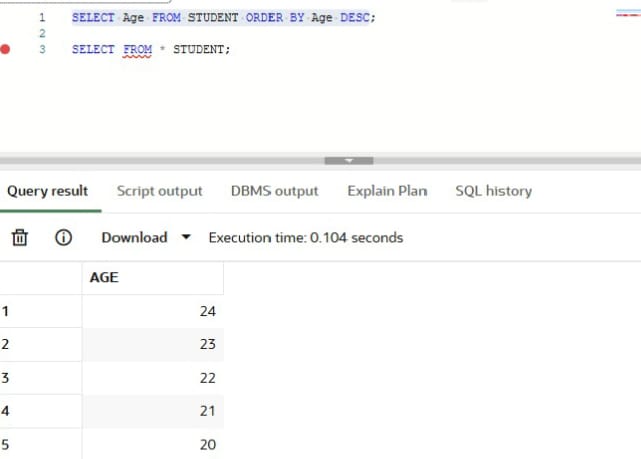 1 SELECT Age FROM STUDENT ORDER BY Age DESC;
2
3 SELECT FROM * STUDENT;
Query result Script output DBMS output Explain Plan SQL history
Download Execution time: 0.104 seconds
AGE
1 24
2 23
3 22
4 21
5 20